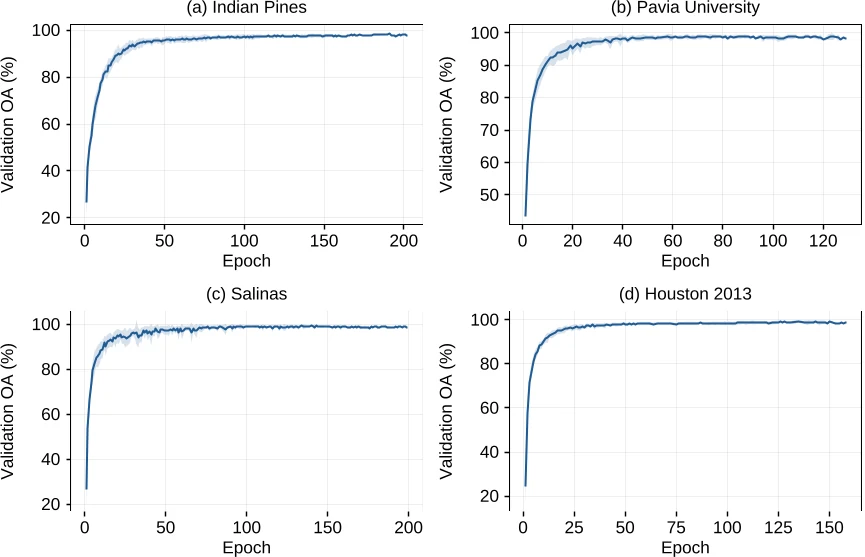 (a) Indian Pines
Validation OA (%)
100
80
60
40
20
0 50 100 150 200
Epoch
(b) Pavia University
Validation OA (%)
100
90
80
70
60
50
0 20 40 60 80 100 120
Epoch
(c) Salinas
Validation OA (%)
100
80
60
40
20
0 50 100 150 200
Epoch
(d) Houston 2013
Validation OA (%)
100
80
60
40
20
0 25 50 75 100 125 150
Epoch